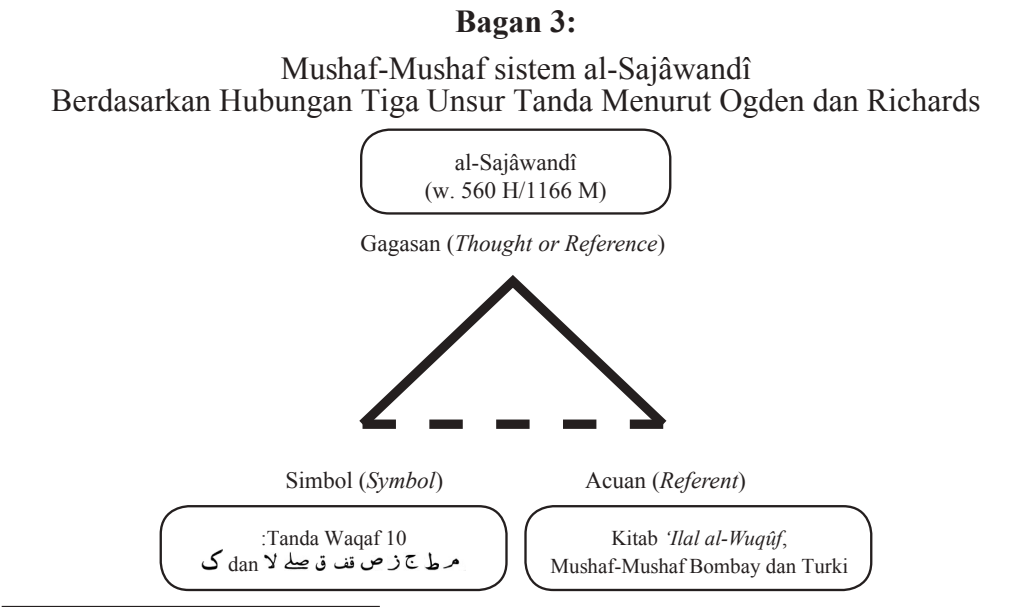 Bagan 3:
Mushaf-Mushaf sistem al-Sajâwandî
Berdasarkan Hubungan Tiga Unsur Tanda Menurut Ogden dan Richards
al-Sajâwandî
(w. 560 H/1166 M)
Gagasan (Thought or Reference)
Simbol (Symbol)
Acuan (Referent)
:Tanda Waqaf 10
م ط ج ز ص قف ق صلے لا dan ک
Kitab ‘Ilal al-Wuqûf,
Mushaf-Mushaf Bombay dan Turki